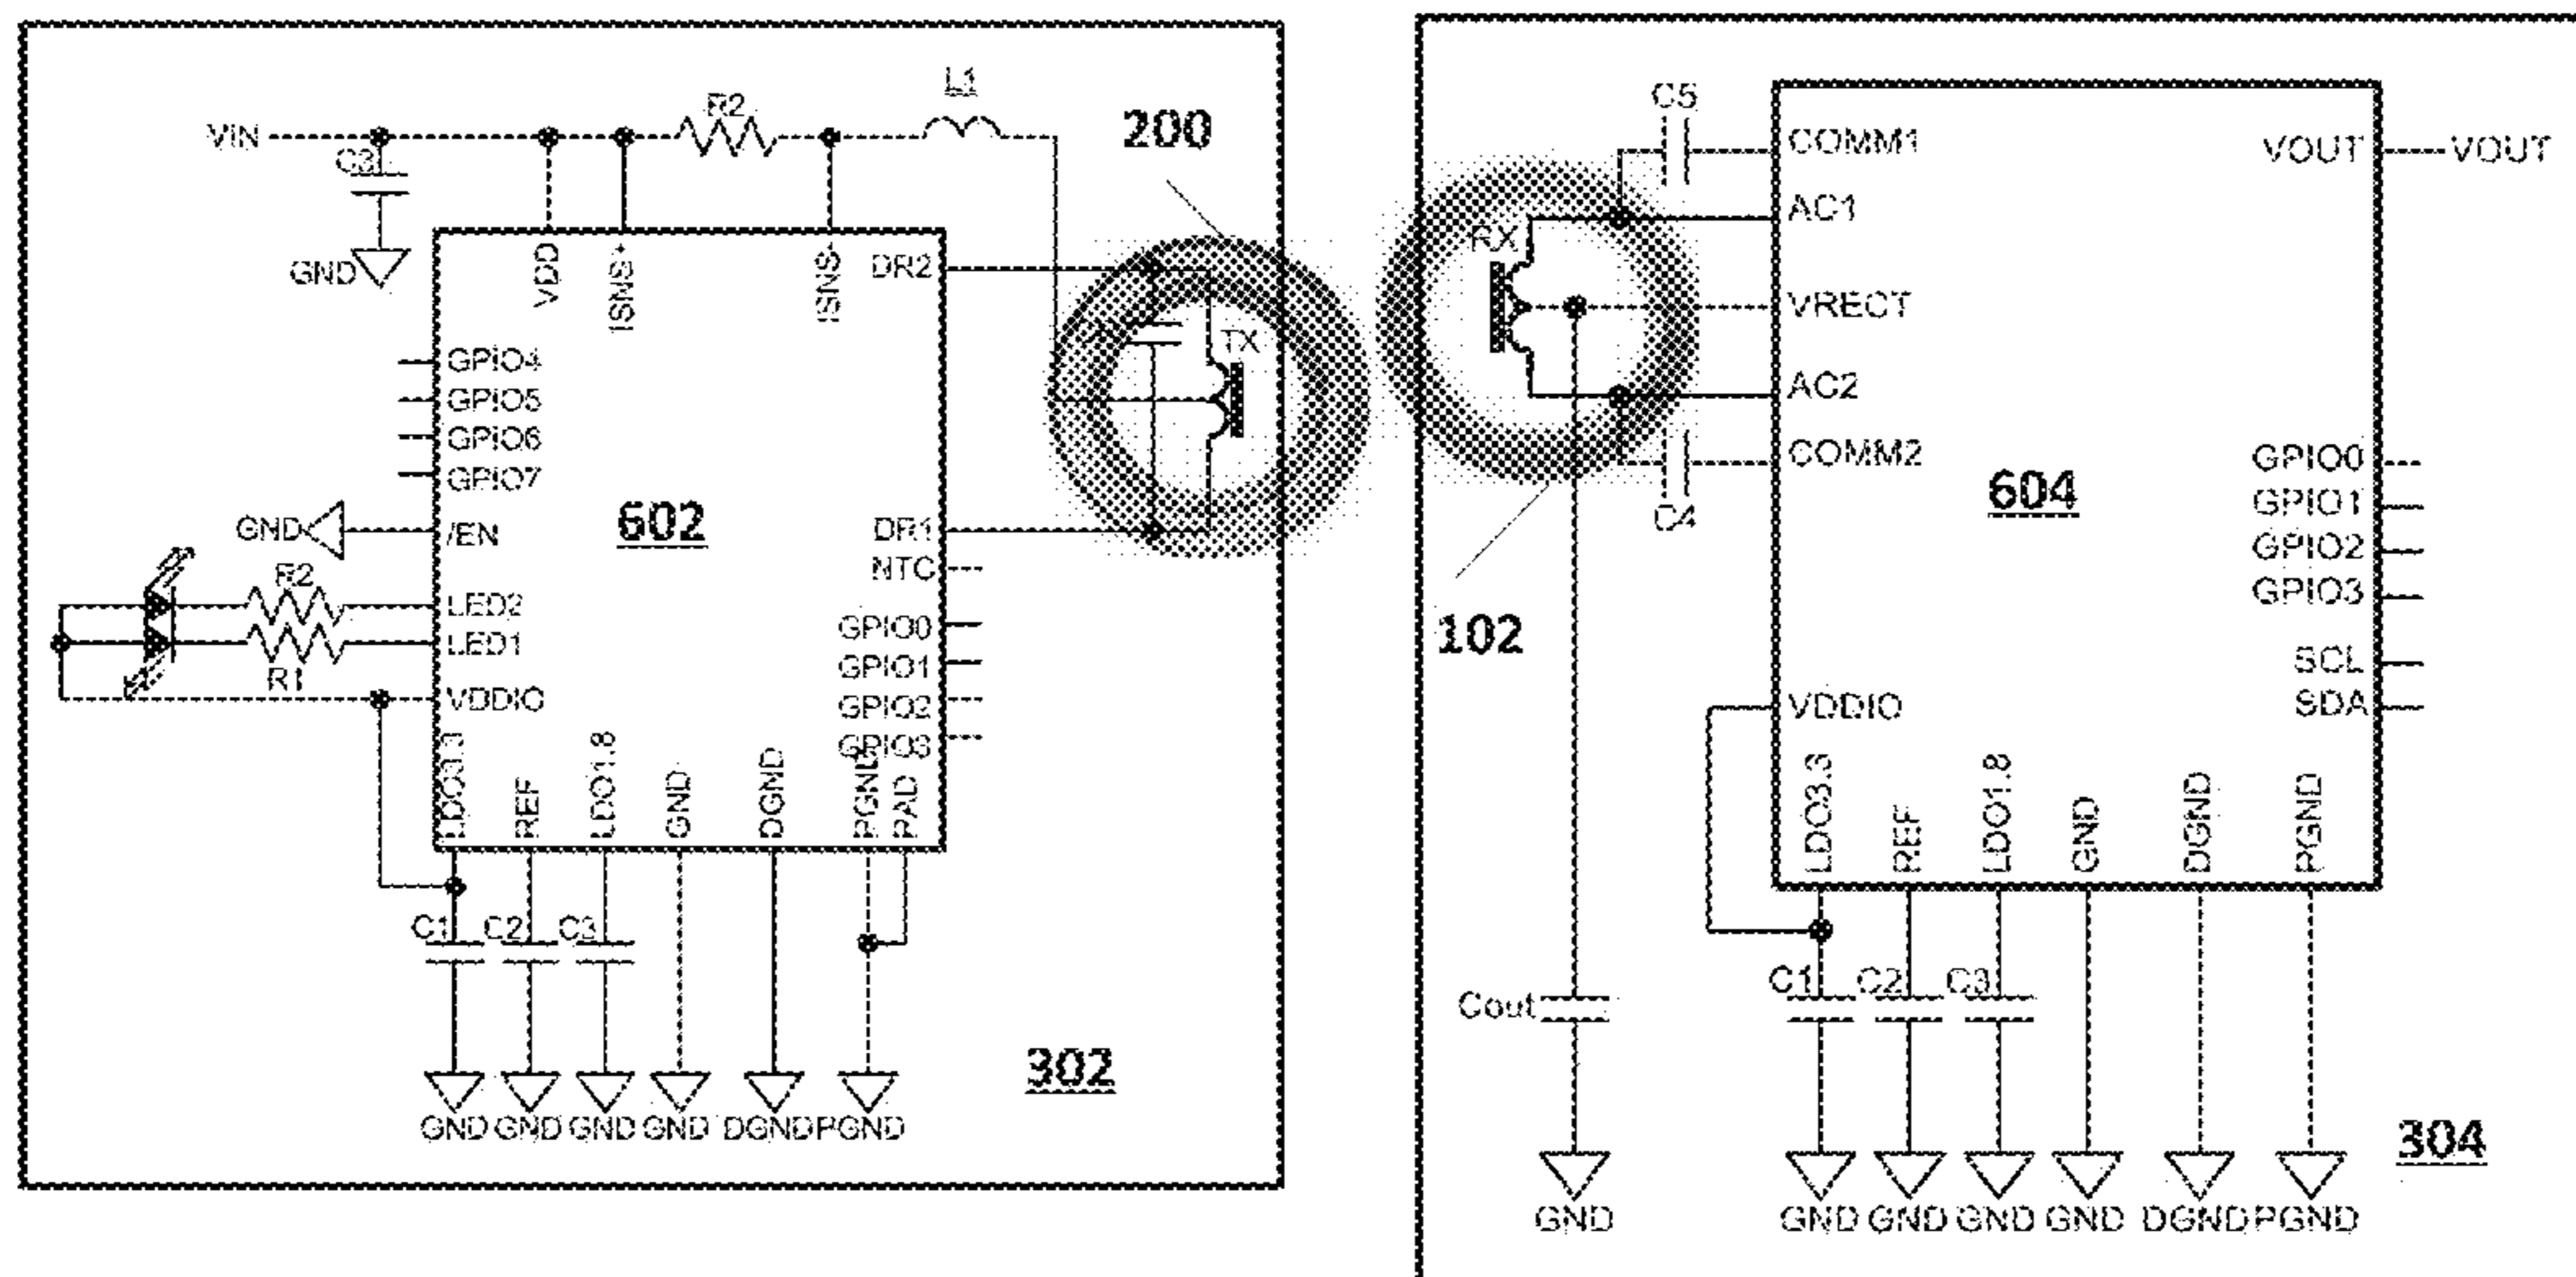 L1
R2
200
VIN
C3
GND
VDD
ISNS+
ISNS-
DR2
TX
GPIO4
GPIO5
GPIO6
GPIO7
602
GND
/EN
DR1
NTC
R2
LED2
LED1
R1
VDDIO
GPIO0
GPIO1
GPIO2
GPIO3
LDO3.3
REF
LDO1.8
GND
DGND
PGND
PAD
C1
C2
C3
302
GND
GND
GND
GND
DGND
PGND
C5
COMM1
VOUT
VOUT
AC1
RX
VRECT
AC2
COMM2
C4
604
GPIO0
GPIO1
GPIO2
GPIO3
102
SCL
SDA
VDDIO
LDO3.3
REF
LDO1.8
GND
DGND
PGND
Cout
C1
C2
C3
304
GND
GND
GND
GND
GND
DGND
PGND